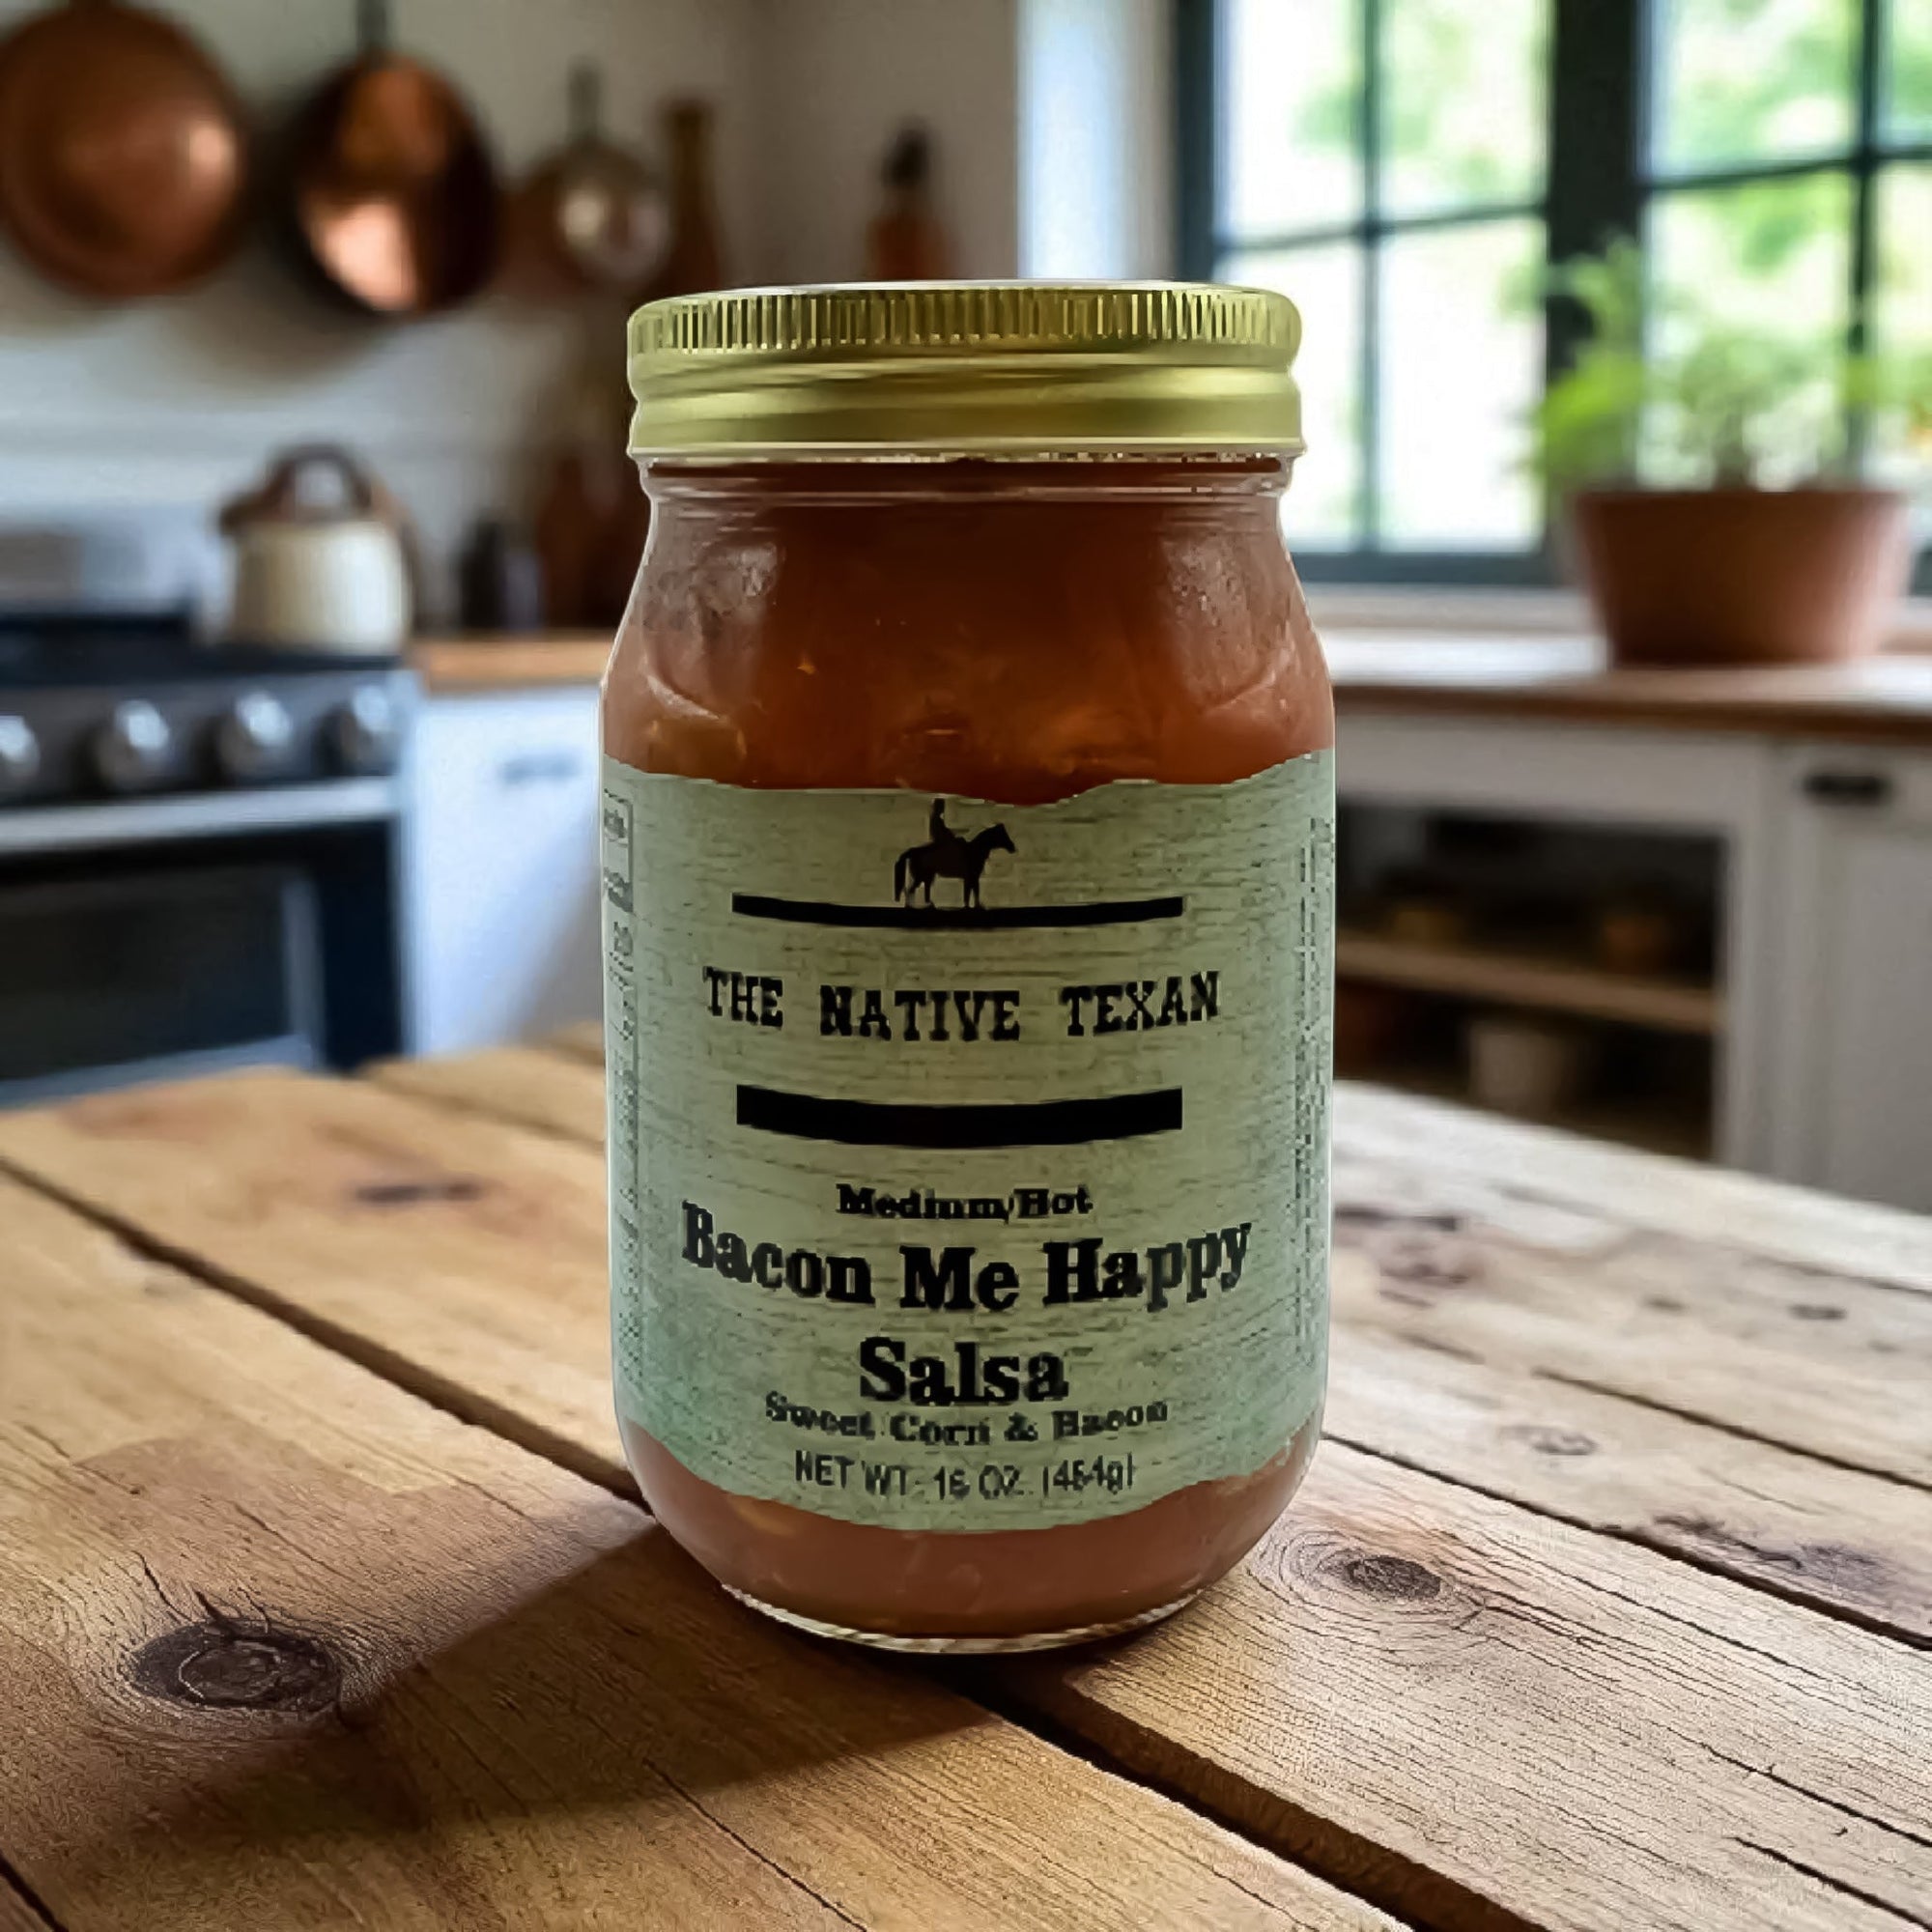 THE NATIVE TEXAN
Medium/Hot
Bacon Me Happy
Salsa
Sweet Corn & Bacon
NET WT. 16 OZ. (454g)